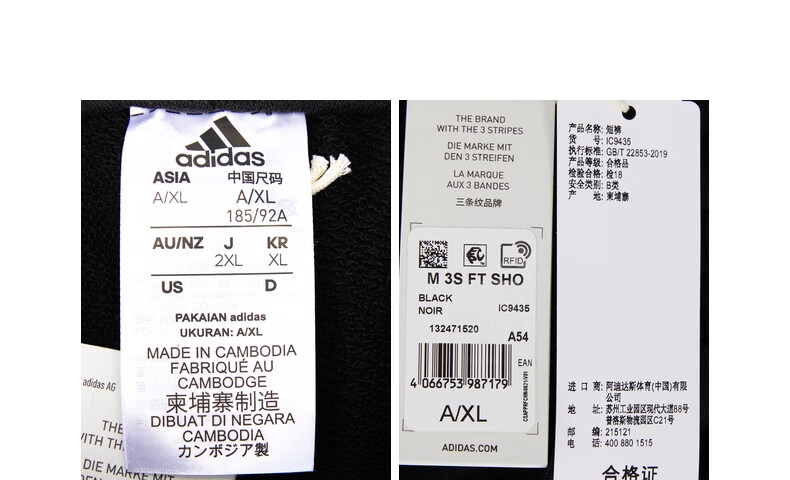 adidas
ASIA 中国尺码
A/XL A/XL
185/92A
AU/NZ J KR
2XL XL
US D
PAKAIAN adidas
UKURAN: A/XL
MADE IN CAMBODIA
FABRIQUÉ AU
CAMBODGE
柬埔寨制造
DIBUAT DI NEGARA
CAMBODIA
カンボジア製
adidas AG
THE
WITH TH
DIE MARKE MIT
THE BRAND
WITH THE 3 STRIPES
DIE MARKE MIT
DEN 3 STREIFEN
LA MARQUE
AUX 3 BANDES
三条纹品牌
RFID
M 3S FT SHO
BLACK
NOIR IC9435
132471520
A54
EAN
4 066753 987179
A/XL
ADIDAS.COM
产品名称: 短裤
货 号: IC9435
执行标准: GB/T 22853-2019
产品等级: 合格品
检验合格: 检18
安全类别: B类
产 地: 柬埔寨
进 口 商: 阿迪达斯体育(中国)有限
公司
地 址: 苏州工业园区现代大道88号
普洛斯物流园区C21号
邮 编: 215121
电 话: 400 880 1515
合格证